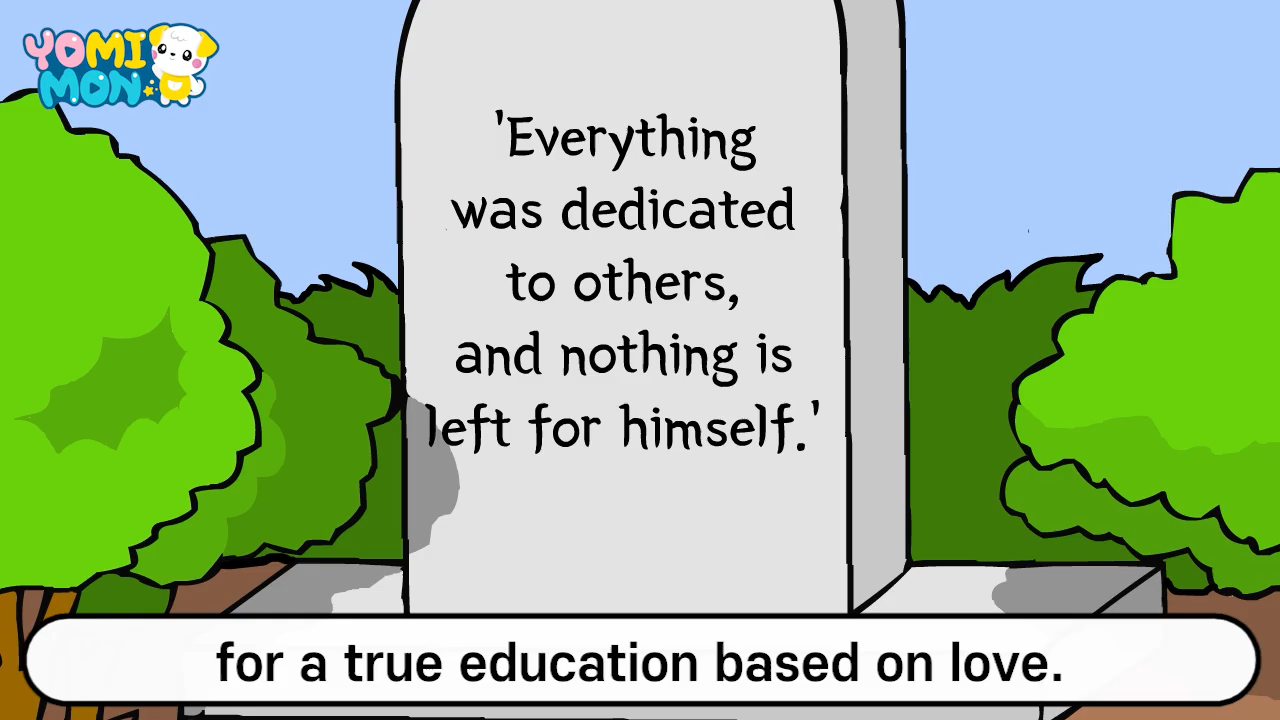 YOMI
MON
'Everything
was dedicated
to others,
and nothing is
left for himself.'
for a true education based on love.